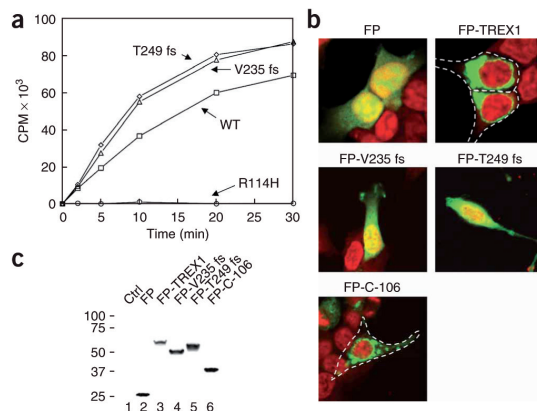 a
CPM × 10³
100
80
60
40
20
0
T249 fs
V235 fs
WT
R114H
0 5 10 15 20 25 30
Time (min)
b
FP
FP-TREX1
FP-V235 fs
FP-T249 fs
FP-C-106
c
Ctrl
FP
FP-TREX1
FP-V235 fs
FP-T249 fs
FP-C-106
100
75
50
37
25
1 2 3 4 5 6